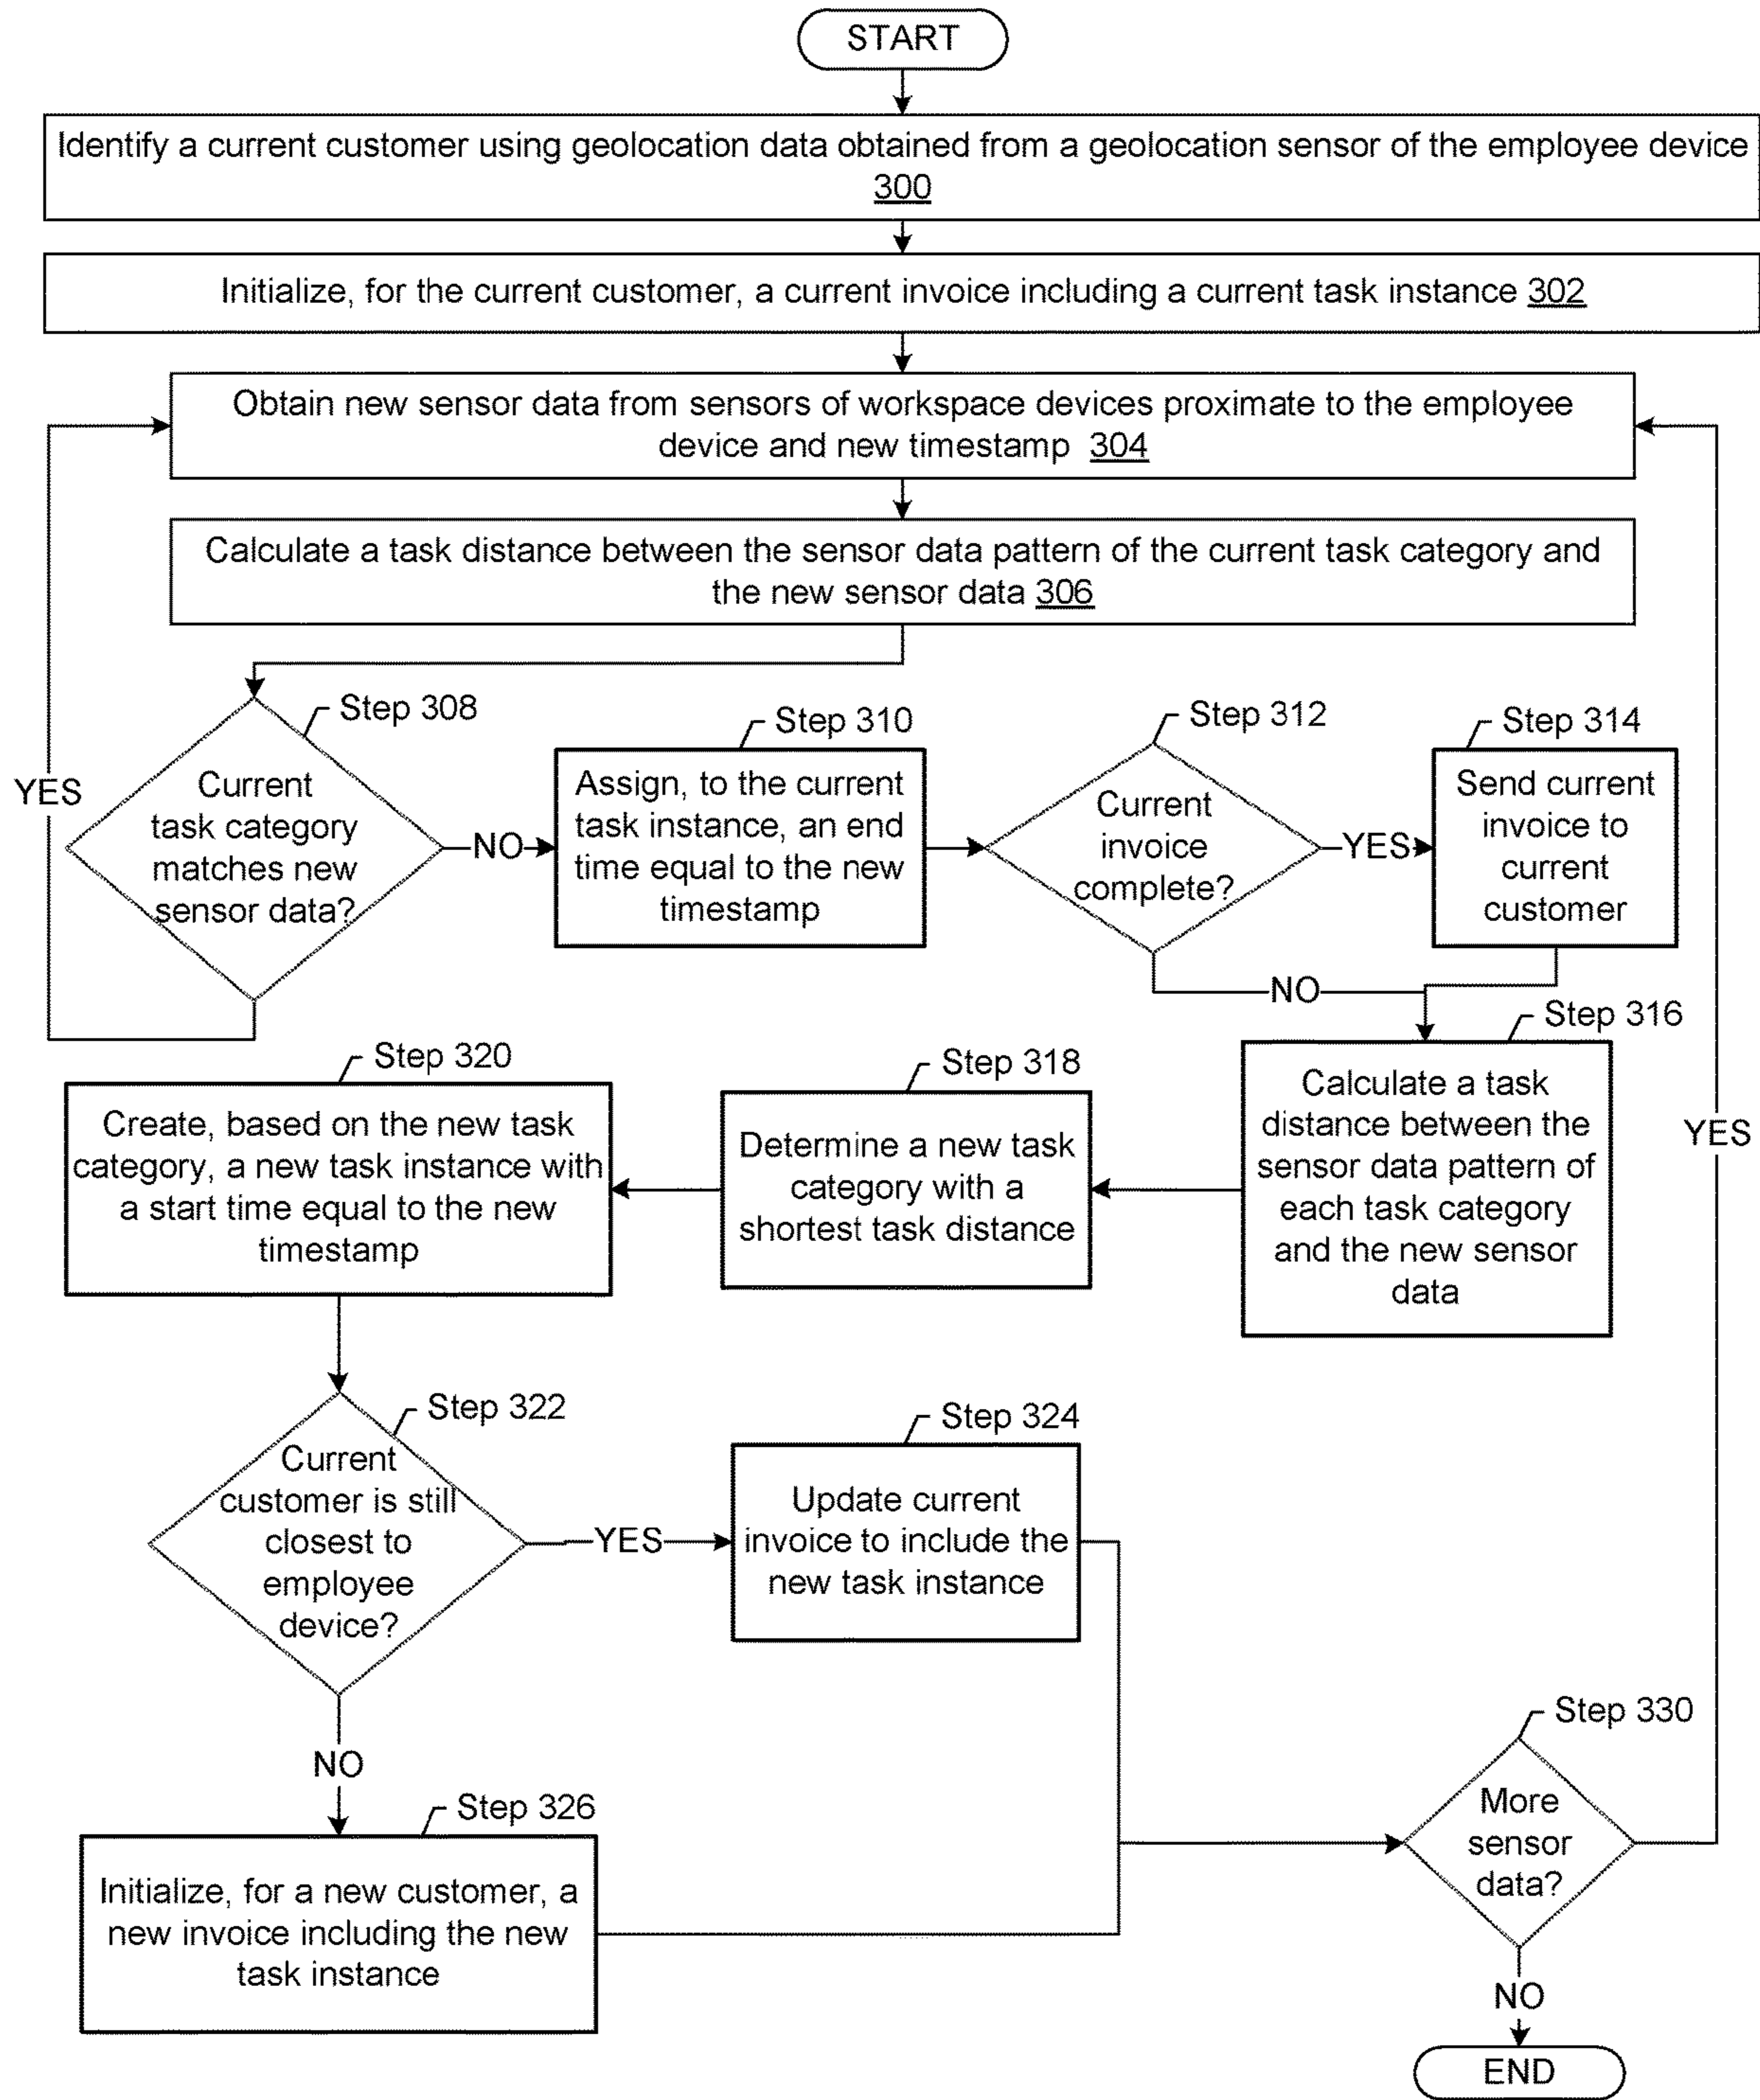 START
Identify a current customer using geolocation data obtained from a geolocation sensor of the employee device
300
Initialize, for the current customer, a current invoice including a current task instance 302
Obtain new sensor data from sensors of workspace devices proximate to the employee
device and new timestamp 304
Calculate a task distance between the sensor data pattern of the current task category and
the new sensor data 306
Step 308
Current
task category
matches new
sensor data?
YES
NO
Step 310
Assign, to the current
task instance, an end
time equal to the new
timestamp
Step 312
Current
invoice
complete?
YES
NO
Step 314
Send current
invoice to
current
customer
Step 316
Calculate a task
distance between the
sensor data pattern of
each task category
and the new sensor
data
Step 318
Determine a new task
category with a
shortest task distance
Step 320
Create, based on the new task
category, a new task instance with
a start time equal to the new
timestamp
Step 322
Current
customer is still
closest to
employee
device?
YES
NO
Step 324
Update current
invoice to include the
new task instance
Step 326
Initialize, for a new customer, a
new invoice including the new
task instance
Step 330
More
sensor
data?
YES
NO
END